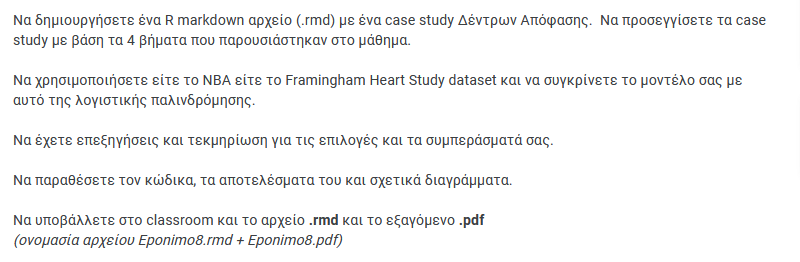 Να δημιουργήσετε ένα R markdown αρχείο (.rmd) με ένα case study Δέντρων Απόφασης.  Να προσεγγίσετε τα case
study με βάση τα 4 βήματα που παρουσιάστηκαν στο μάθημα.
Να χρησιμοποιήσετε είτε το NBA είτε το Framingham Heart Study dataset και να συγκρίνετε το μοντέλο σας με
αυτό της λογιστικής παλινδρόμησης.
Να έχετε επεξηγήσεις και τεκμηρίωση για τις επιλογές και τα συμπεράσματά σας.
Να παραθέσετε τον κώδικα, τα αποτελέσματα του και σχετικά διαγράμματα.
Να υποβάλλετε στο classroom και το αρχείο .rmd και το εξαγόμενο .pdf
(ονομασία αρχείου Eponimo8.rmd + Eponimo8.pdf)